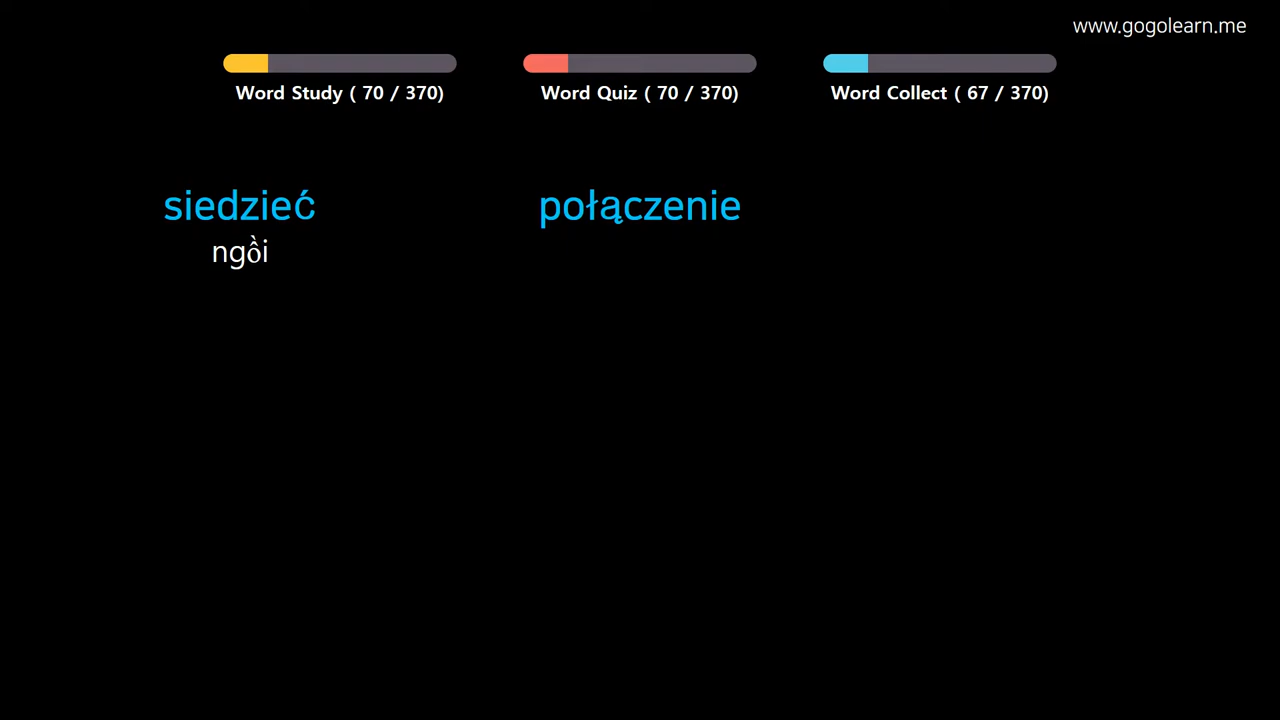 www.gogolearn.me
Word Study ( 70 / 370)
Word Quiz ( 70 / 370)
Word Collect ( 67 / 370)
siedzieć
ngồi
połączenie